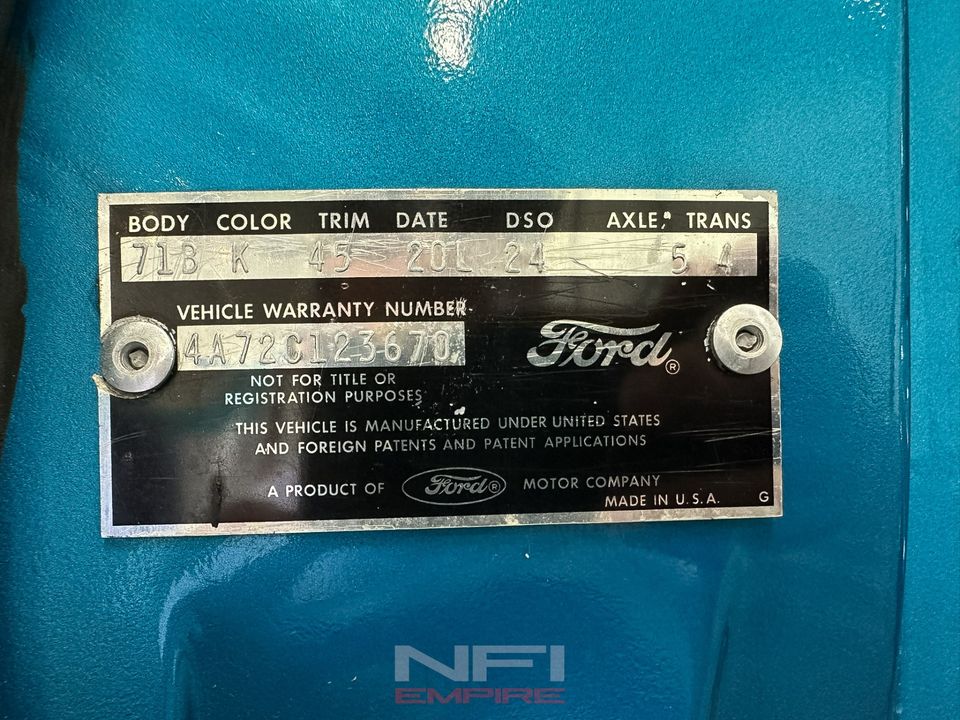 BODY COLOR TRIM DATE DSO AXLE TRANS
71B K 45 20L 24 5 4
VEHICLE WARRANTY NUMBER
4A72C123670
Ford®
NOT FOR TITLE OR
REGISTRATION PURPOSES
THIS VEHICLE IS MANUFACTURED UNDER UNITED STATES
AND FOREIGN PATENTS AND PATENT APPLICATIONS
A PRODUCT OF Ford® MOTOR COMPANY
MADE IN U.S.A. G
NFI
EMPIRE